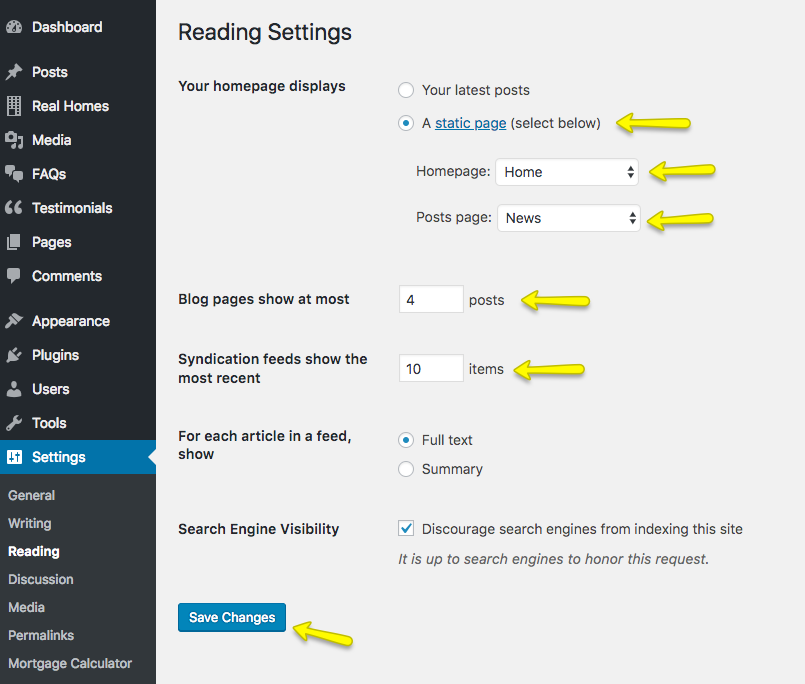 Dashboard
Posts
Real Homes
Media
FAQs
Testimonials
Pages
Comments
Appearance
Plugins
Users
Tools
Settings
General
Writing
Reading
Discussion
Media
Permalinks
Mortgage Calculator
Reading Settings
Your homepage displays
Your latest posts
A static page (select below)
Homepage: Home
Posts page: News
Blog pages show at most 4 posts
Syndication feeds show the
most recent
10 items
For each article in a feed,
show
Full text
Summary
Search Engine Visibility
Discourage search engines from indexing this site
It is up to search engines to honor this request.
Save Changes